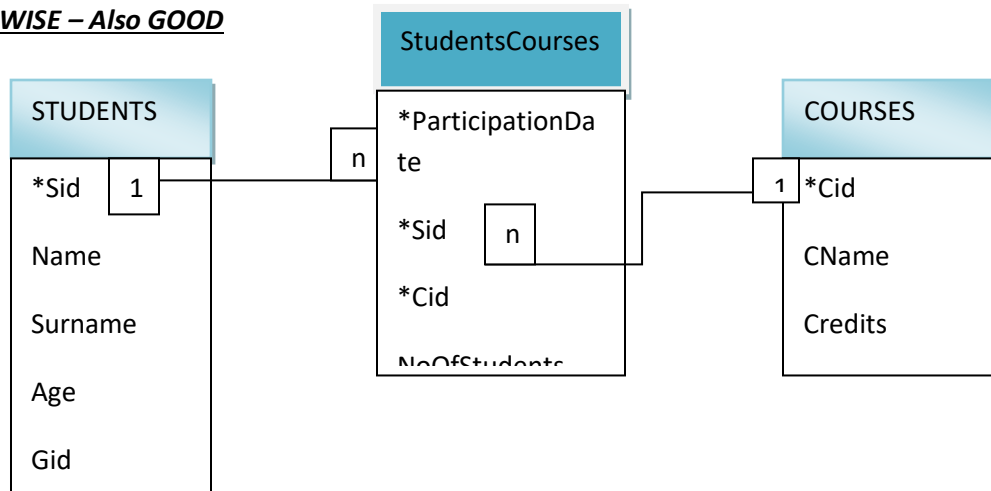 WISE – Also GOOD
StudentsCourses
STUDENTS
COURSES
*ParticipationDa
te
n
*Sid
1
1
*Cid
*Sid
n
Name
CName
*Cid
Surname
Credits
NoOfStudents
Age
Gid